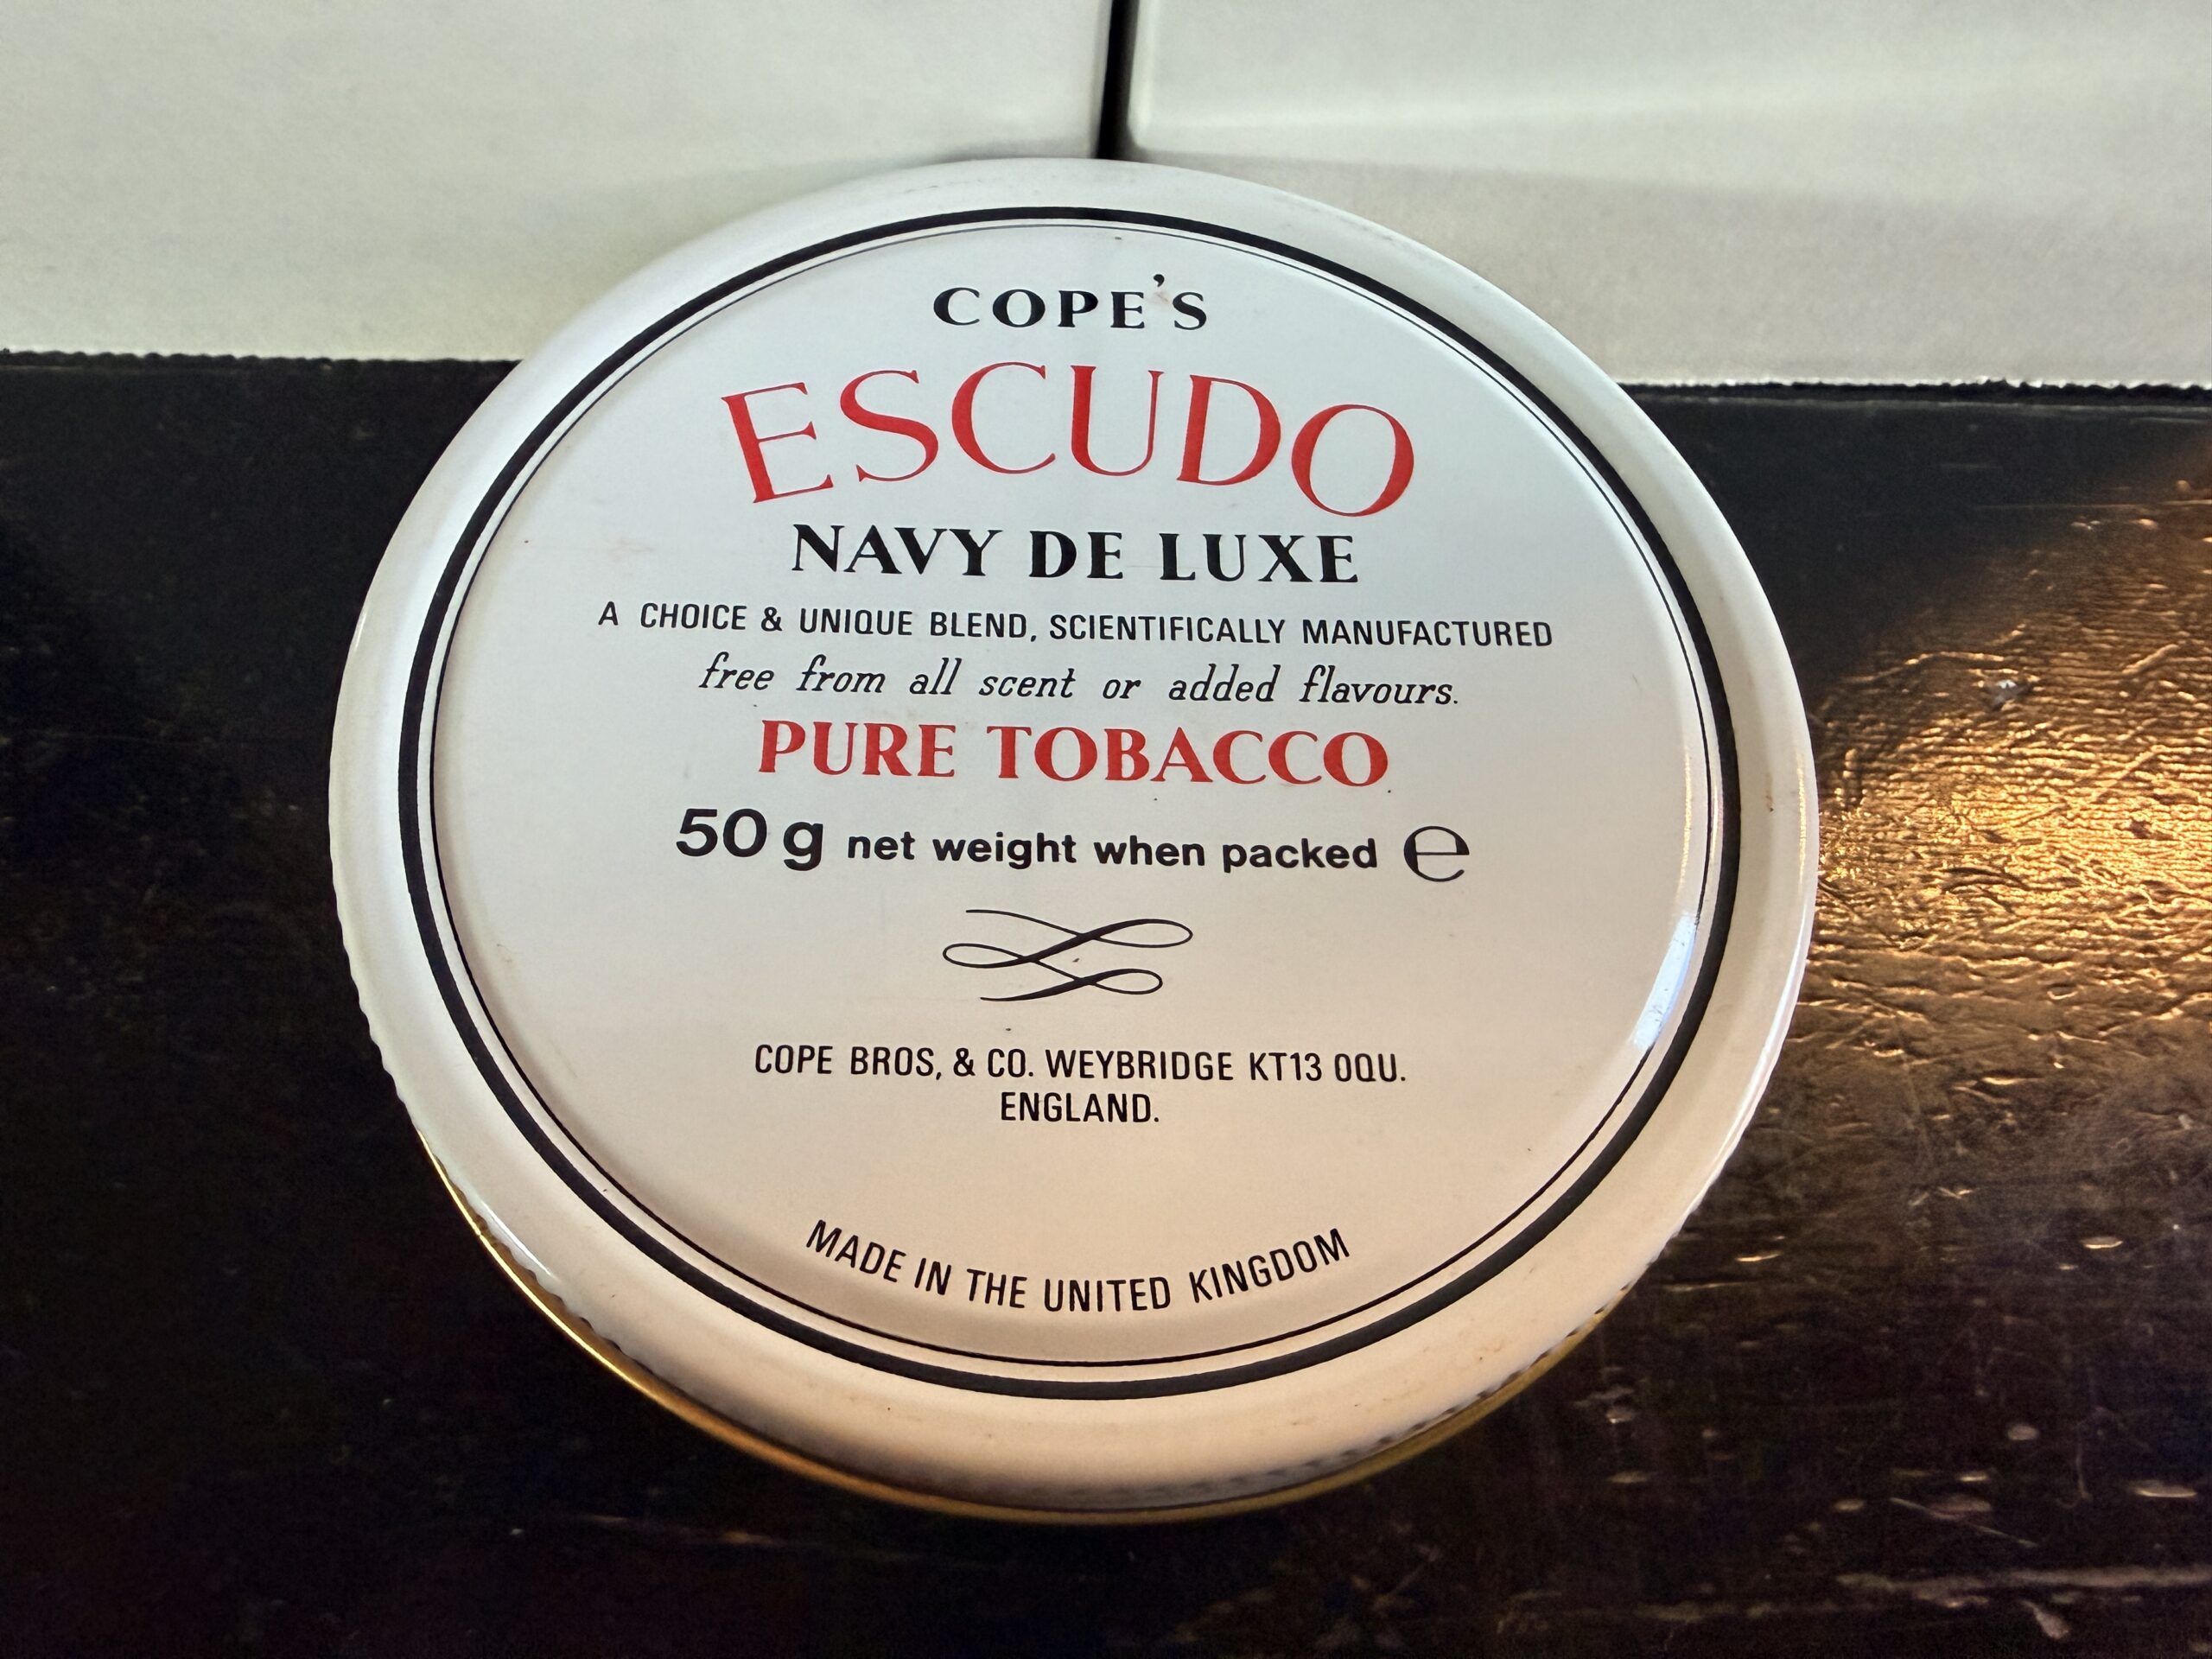 COPE'S
ESCUDO
NAVY DE LUXE
A CHOICE & UNIQUE BLEND, SCIENTIFICALLY MANUFACTURED
free from all scent or added flavours.
PURE TOBACCO
50 g net weight when packed ℮
COPE BROS, & CO. WEYBRIDGE KT13 0QU.
ENGLAND.
MADE IN THE UNITED KINGDOM